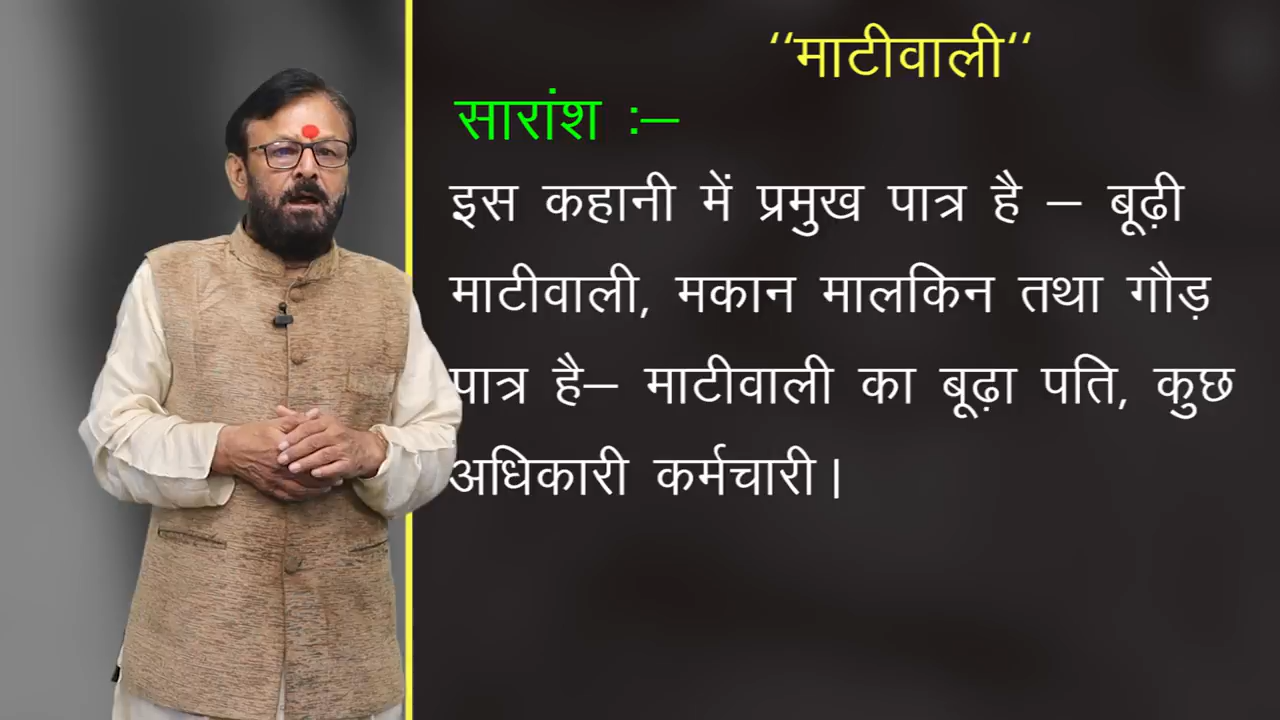 ‘‘माटीवाली‘‘
सारांश :–
इस कहानी में प्रमुख पात्र है – बूढ़ी
माटीवाली, मकान मालकिन तथा गौड़
पात्र है– माटीवाली का बूढ़ा पति, कुछ
अधिकारी कर्मचारी।